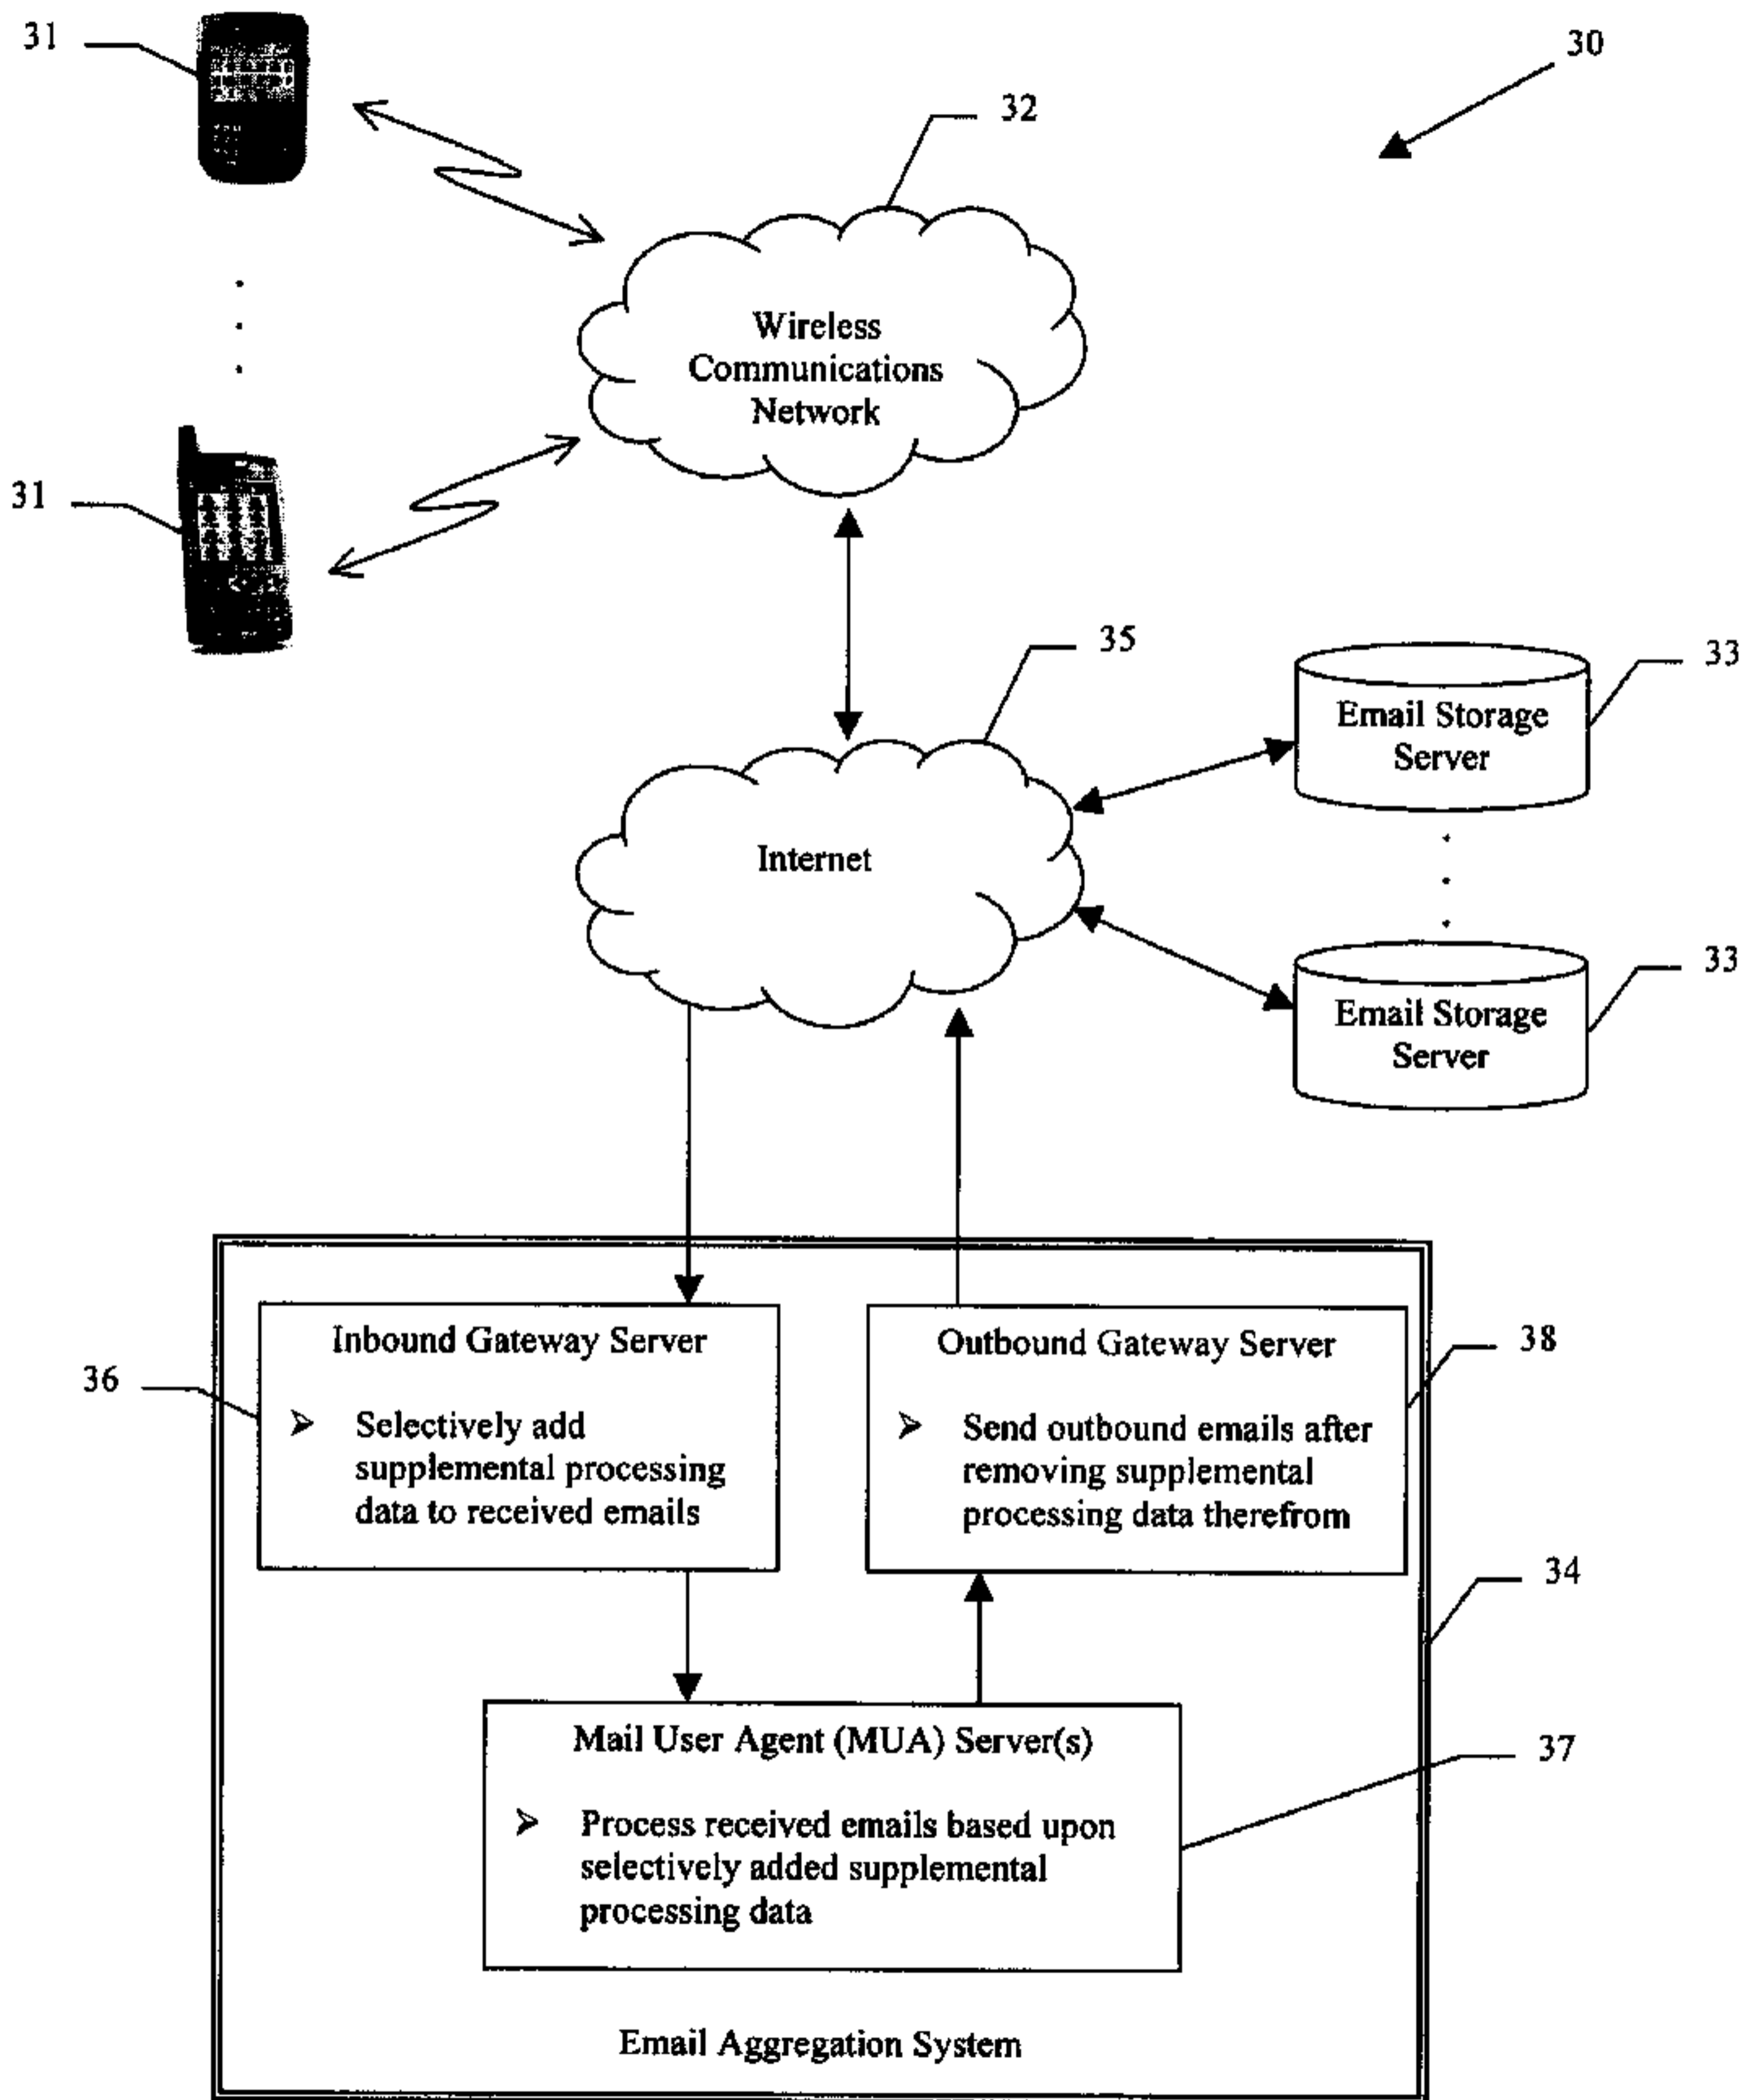 31
30
32
Wireless
Communications
Network
31
35
33
Email Storage
Server
Internet
33
Email Storage
Server
Inbound Gateway Server
36
➢ Selectively add
supplemental processing
data to received emails
Outbound Gateway Server
38
➢ Send outbound emails after
removing supplemental
processing data therefrom
34
Mail User Agent (MUA) Server(s)
37
➢ Process received emails based upon
selectively added supplemental
processing data
Email Aggregation System